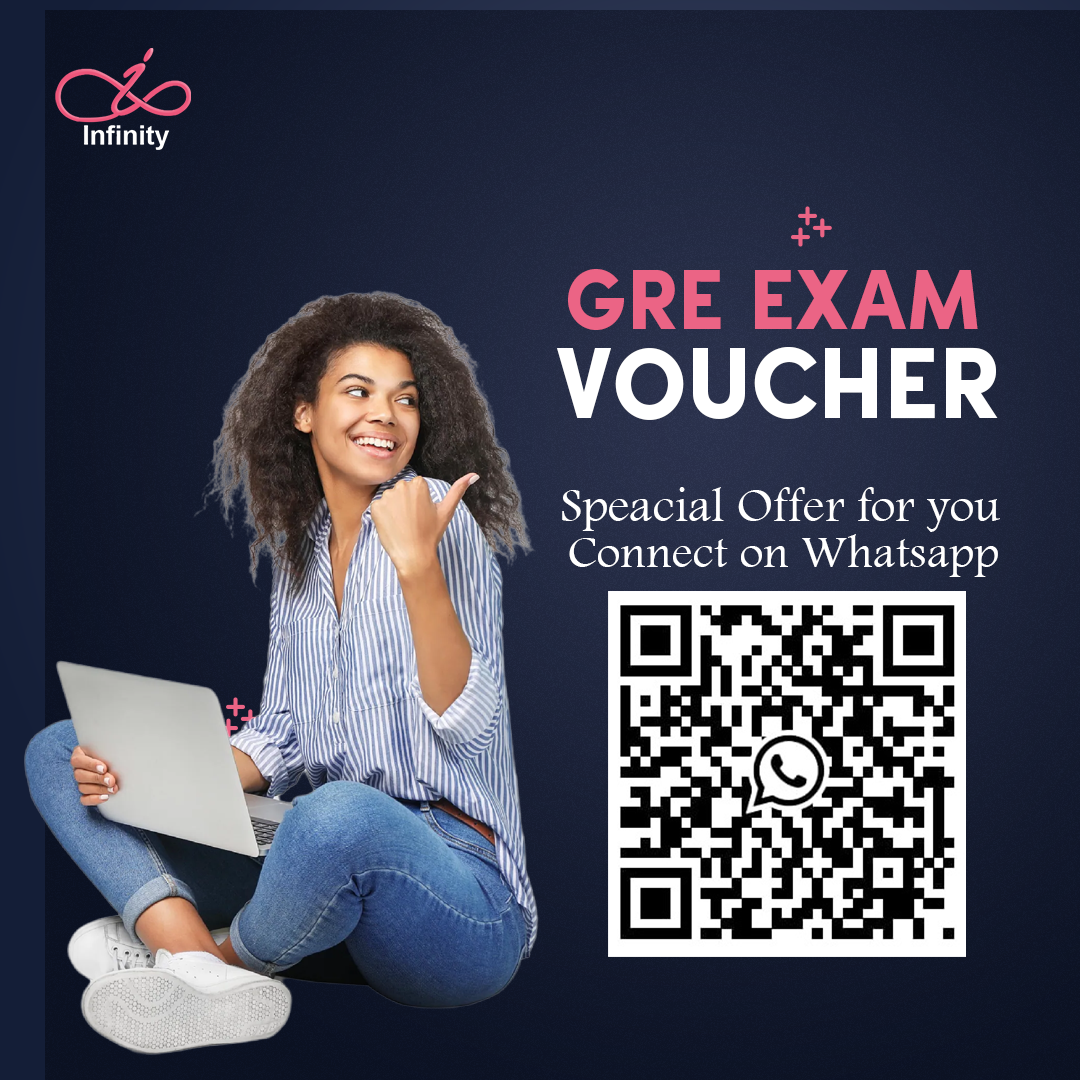 Infinity
GRE EXAM
VOUCHER
Speacial Offer for you
Connect on Whatsapp